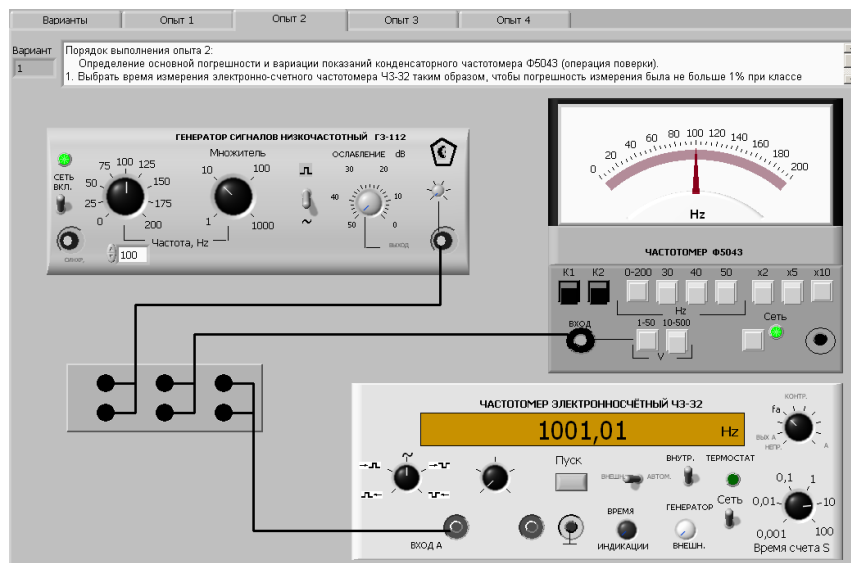 Варианты Опыт 1 Опыт 2 Опыт 3 Опыт 4
Вариант
1
Порядок выполнения опыта 2:
Определение основной погрешности и вариации показаний конденсаторного частотомера Ф5043 (операция поверки).
1. Выбрать время измерения электронно-счетного частотомера ЧЗ-32 таким образом, чтобы погрешность измерения была не больше 1% при классе
ГЕНЕРАТОР СИГНАЛОВ НИЗКОЧАСТОТНЫЙ ГЗ-112
СЕТЬ
ВКЛ.
0 25 50 75 100 125 150 175 200
Частота, Hz
100
Множитель
1 10 100 1000
ОСЛАБЛЕНИЕ dB
50 40 30 20 10 0
~
ВЫХОД
0 20 40 60 80 100 120 140 160 180 200
Hz
ЧАСТОТОМЕР Ф5043
К1 К2 0-200 30 40 50 x2 x5 x10
Hz
ВХОД
1-50 10-500
V
Сеть
ЧАСТОТОМЕР ЭЛЕКТРОННОСЧЁТНЫЙ ЧЗ-32
1001,01 Hz
КОНТР.
fa
ВЫХ А
НЕПР.
А
~
Пуск
ВНЕШН. АВТОМ.
ВНУТР.
ТЕРМОСТАТ
ВРЕМЯ
ИНДИКАЦИИ
ГЕНЕРАТОР
ВНЕШН.
Сеть
0,001 0,01 0,1 1 10 100
Время счета S
ВХОД А